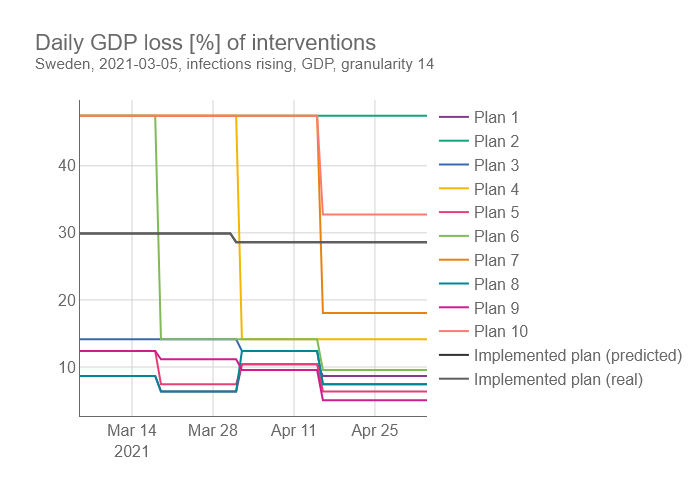 Daily GDP loss [%] of interventions
Sweden, 2021-03-05, infections rising, GDP, granularity 14
40
30
20
10
Mar 14
2021
Mar 28
Apr 11
Apr 25
Plan 1
Plan 2
Plan 3
Plan 4
Plan 5
Plan 6
Plan 7
Plan 8
Plan 9
Plan 10
Implemented plan (predicted)
Implemented plan (real)